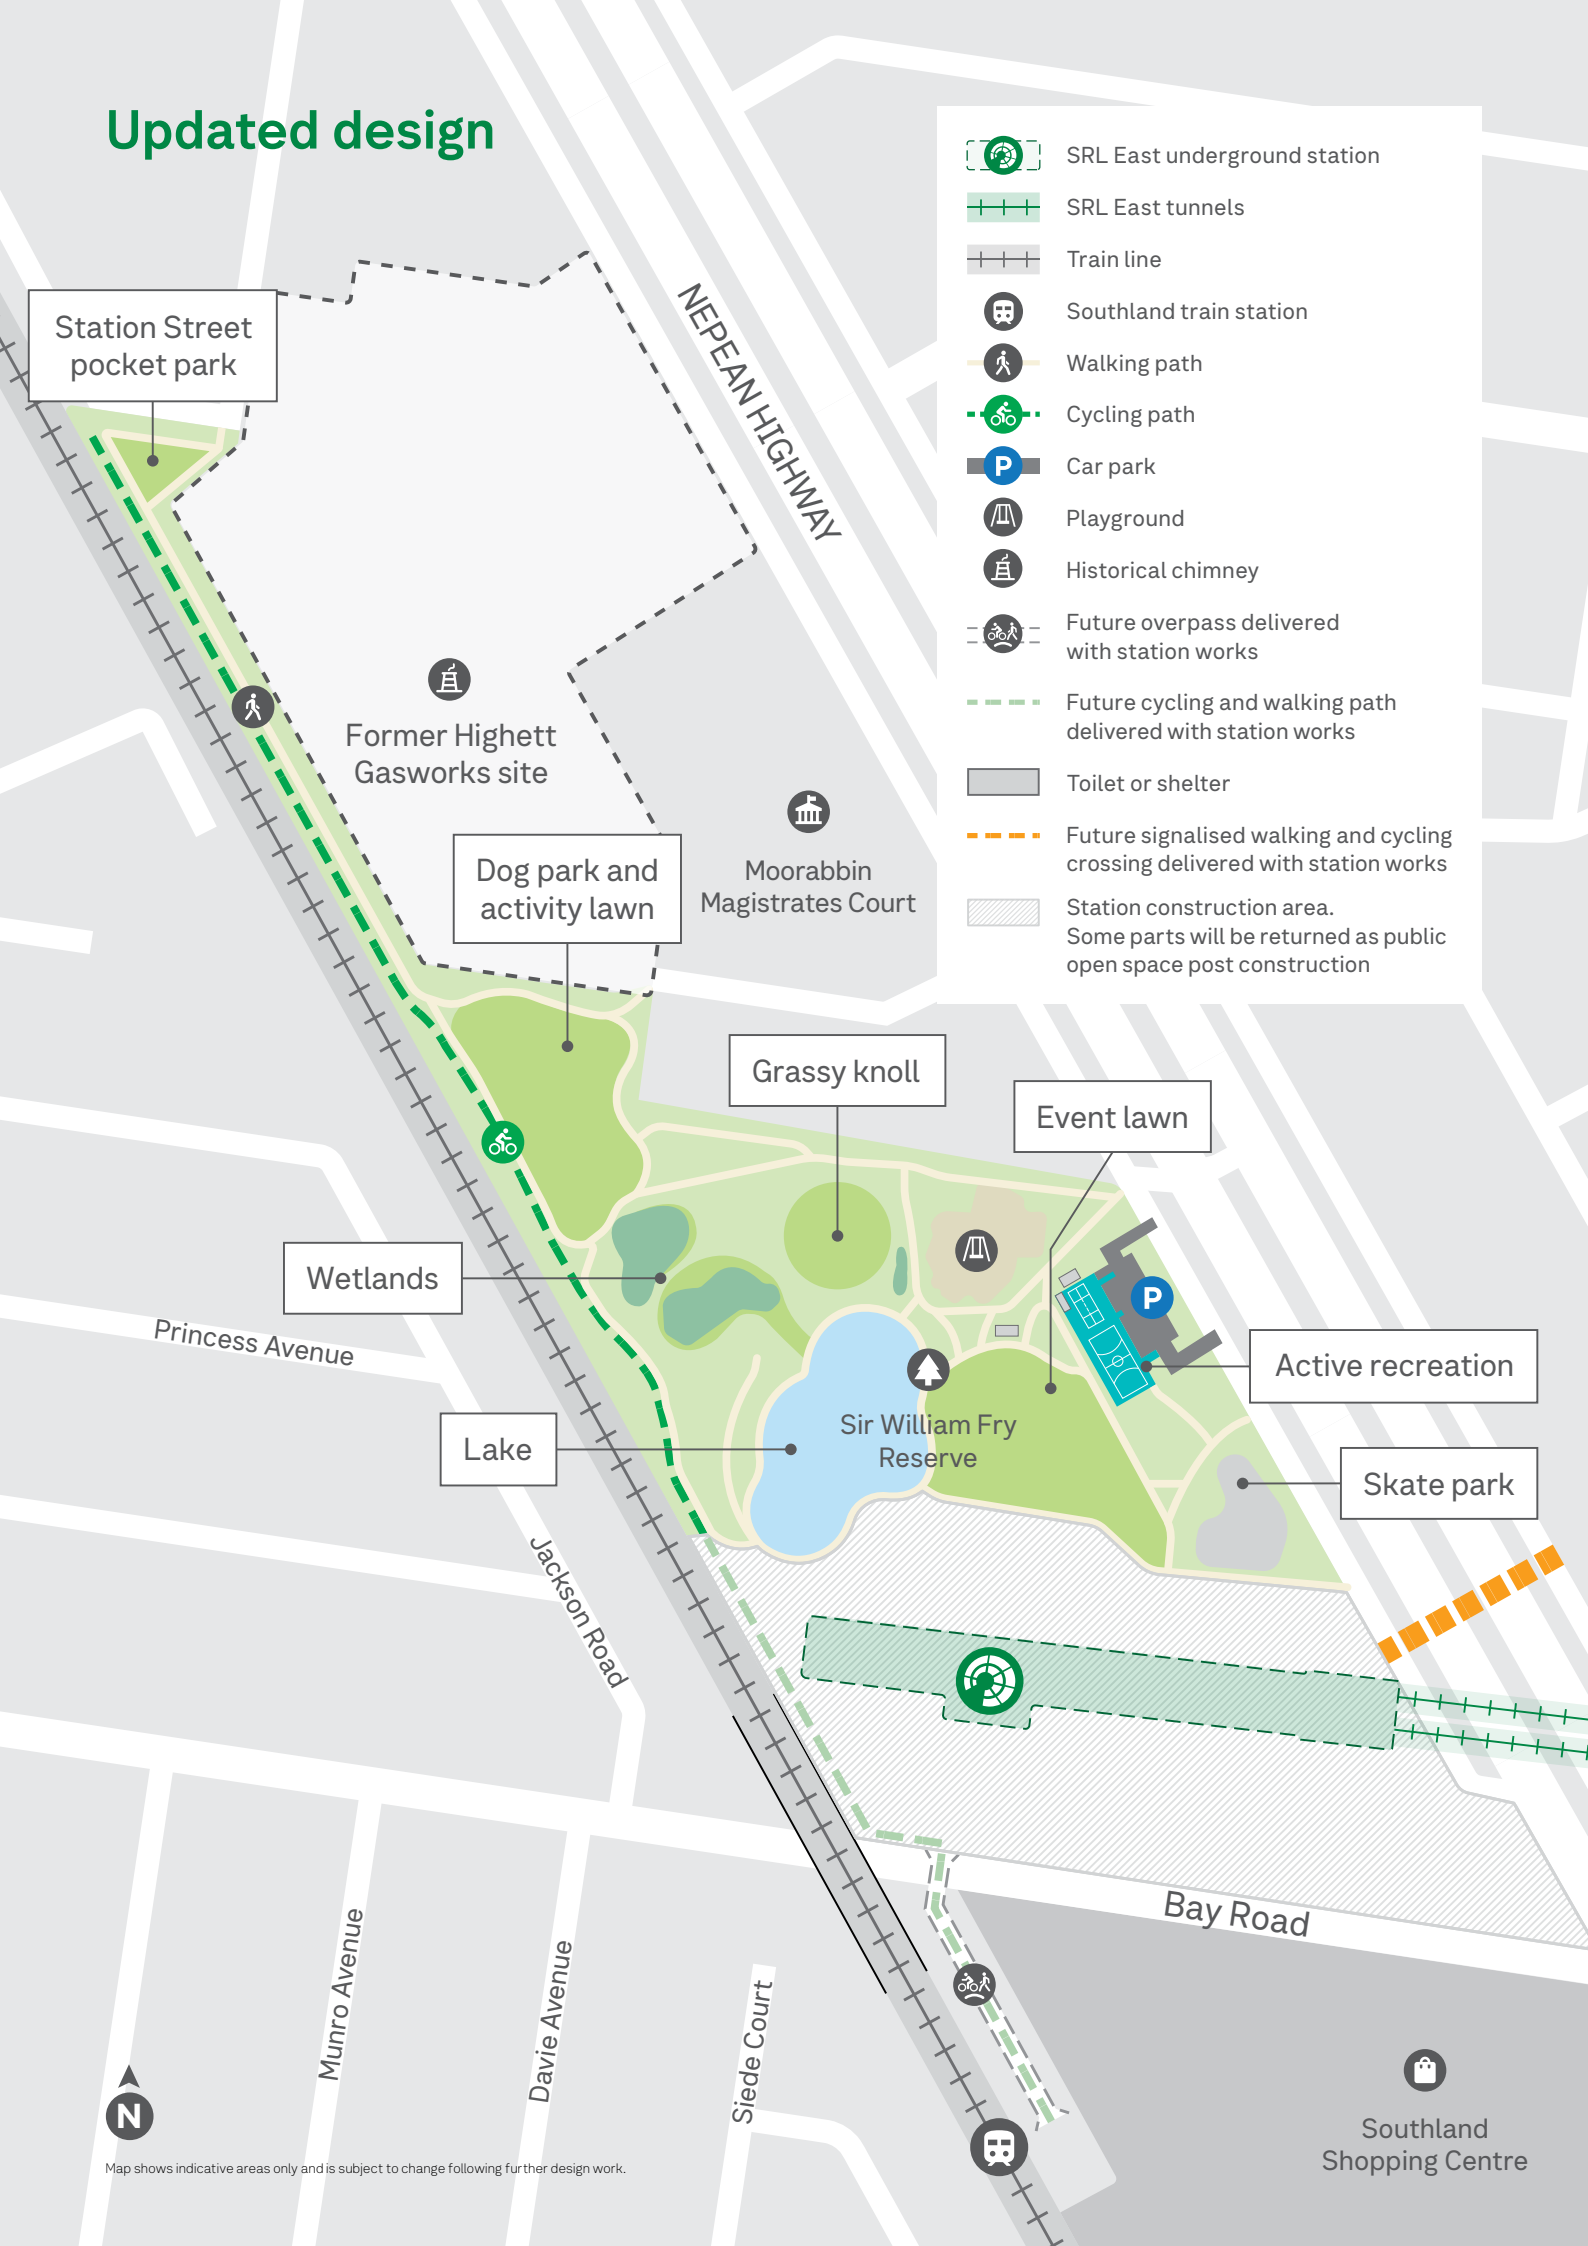 Updated design
SRL East underground station
SRL East tunnels
Train line
Southland train station
Walking path
Cycling path
P
Car park
Playground
Historical chimney
Future overpass delivered
with station works
Future cycling and walking path
delivered with station works
Toilet or shelter
Future signalised walking and cycling
crossing delivered with station works
Station construction area.
Some parts will be returned as public
open space post construction
Station Street
pocket park
NEPEAN HIGHWAY
Former Highett
Gasworks site
Moorabbin
Magistrates Court
Dog park and
activity lawn
Grassy knoll
Event lawn
Wetlands
P
Princess Avenue
Active recreation
Lake
Sir William Fry
Reserve
Skate park
Jackson Road
Bay Road
Munro Avenue
Davie Avenue
Siede Court
N
Southland
Shopping Centre
Map shows indicative areas only and is subject to change following further design work.